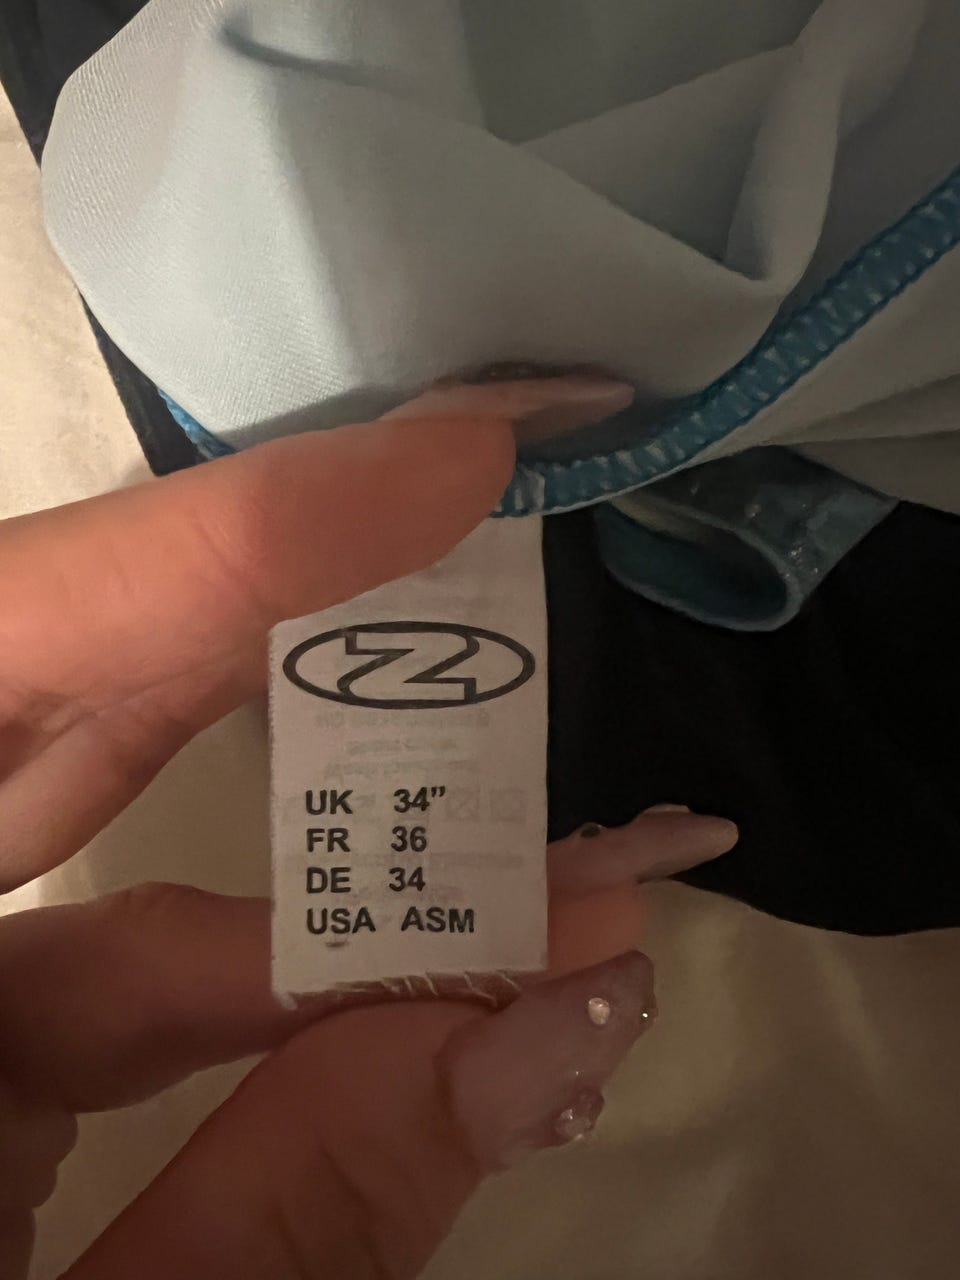 Z
UK 34”
FR 36
DE 34
USA ASM